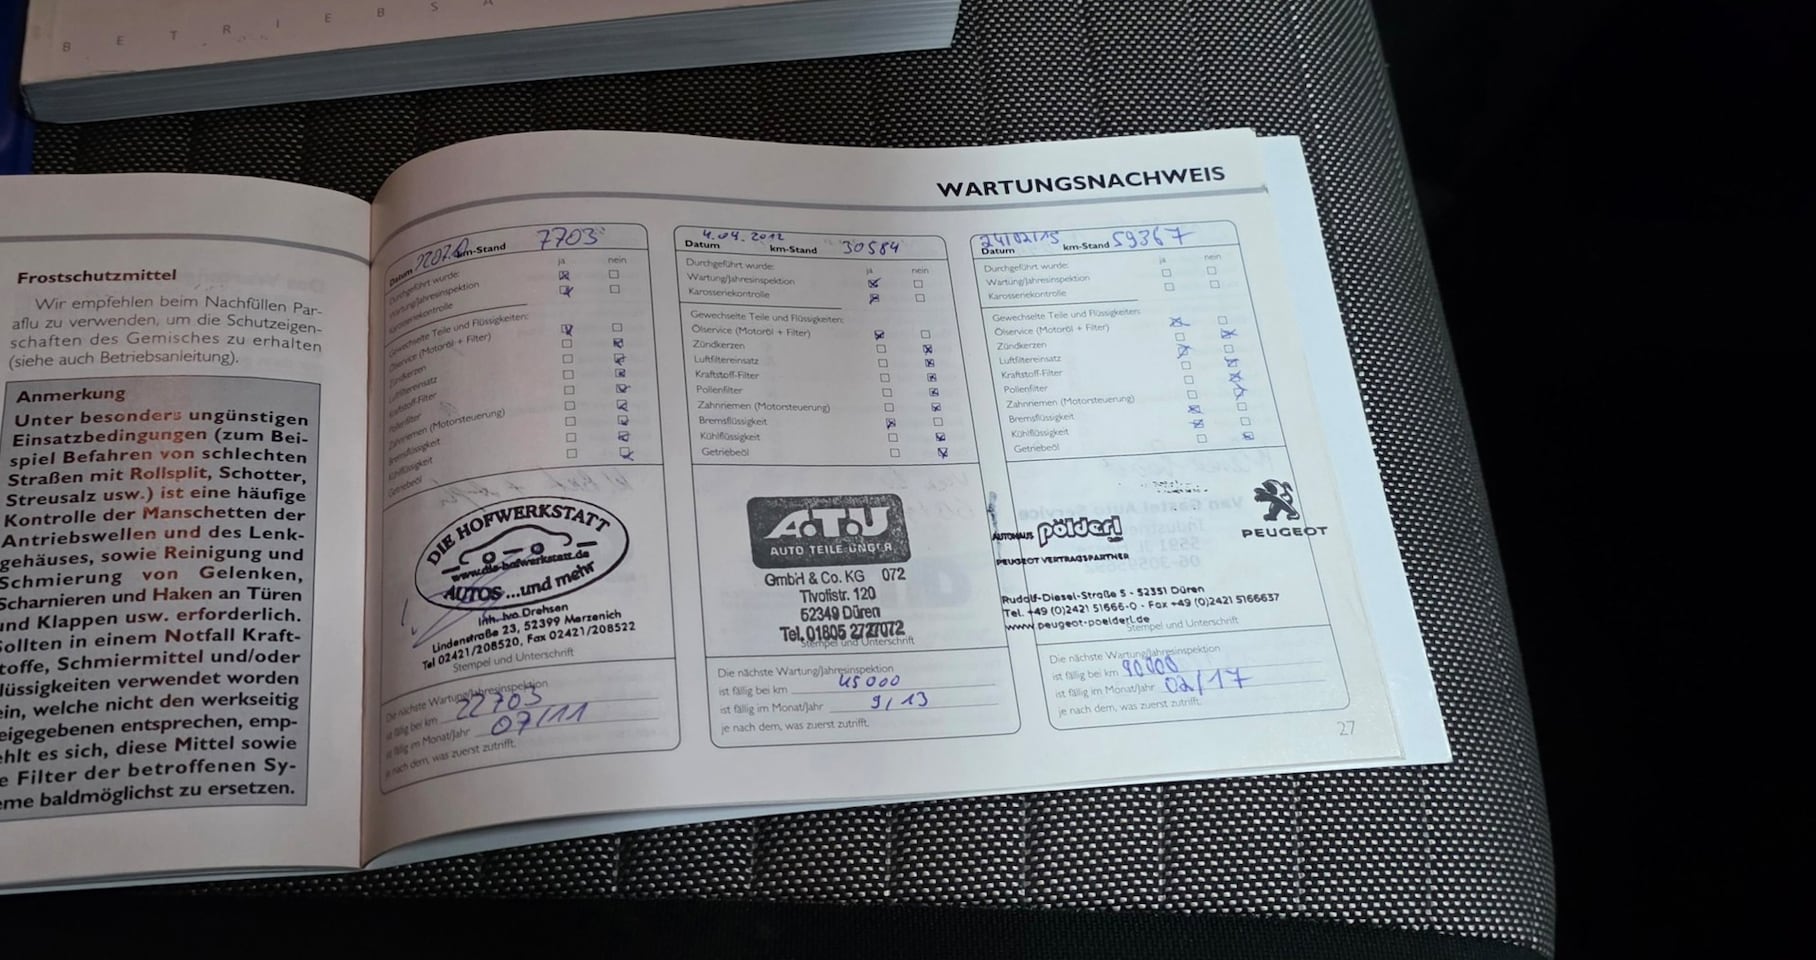 B E T R I E B S A
Frostschutzmittel
Wir empfehlen beim Nachfüllen Par-
aflu zu verwenden, um die Schutzeigen-
schaften des Gemisches zu erhalten
(siehe auch Betriebsanleitung).
Anmerkung
Unter besonders ungünstigen
Einsatzbedingungen (zum Bei-
spiel Befahren von schlechten
Straßen mit Rollsplit, Schotter,
Streusalz usw.) ist eine häufige
Kontrolle der Manschetten der
Antriebswellen und des Lenk-
gehäuses, sowie Reinigung und
Schmierung von Gelenken,
Scharnieren und Haken an Türen
und Klappen usw. erforderlich.
Sollten in einem Notfall Kraft-
toffe, Schmiermittel und/oder
lüssigkeiten verwendet worden
ein, welche nicht den werkseitig
eigegebenen entsprechen, emp-
ehlt es sich, diese Mittel sowie
e Filter der betroffenen Sy-
eme baldmöglichst zu ersetzen.
WARTUNGSNACHWEIS
Datum km-Stand 7703
ja nein
Durchgeführt wurde:
Wartung/Jahresinspektion
Karosseriekontrolle
Gewechselte Teile und Flüssigkeiten:
Ölservice (Motoröl + Filter)
Zündkerzen
Luftfiltereinsatz
Kraftstoff-Filter
Pollenfilter
Zahnriemen (Motorsteuerung)
Bremsflüssigkeit
Kühlflüssigkeit
Getriebeöl
DIE HOFWERKSTATT
www.die-hofwerkstatt.de
AUTOS ...und mehr
Inh. Ivo Drehsen
Lindenstraße 23, 52399 Merzenich
Tel 02421/208520, Fax 02421/208522
Stempel und Unterschrift
Die nächste Wartung/Jahresinspektion
ist fällig bei km 22703
ist fällig im Monat/Jahr 07/11
je nach dem, was zuerst zutrifft.
4.04.2012
Datum km-Stand 30584
ja nein
Durchgeführt wurde:
Wartung/Jahresinspektion
Karosseriekontrolle
Gewechselte Teile und Flüssigkeiten:
Ölservice (Motoröl + Filter)
Zündkerzen
Luftfiltereinsatz
Kraftstoff-Filter
Pollenfilter
Zahnriemen (Motorsteuerung)
Bremsflüssigkeit
Kühlflüssigkeit
Getriebeöl
A.T.U
AUTO TEILE UNGER
GmbH & Co. KG 072
Tivolistr. 120
52349 Düren
Tel. 01805 2727072
Stempel und Unterschrift
Die nächste Wartung/Jahresinspektion
ist fällig bei km 45000
ist fällig im Monat/Jahr 9/13
je nach dem, was zuerst zutrifft.
24/02/15
Datum km-Stand 59367
ja nein
Durchgeführt wurde:
Wartung/Jahresinspektion
Karosseriekontrolle
Gewechselte Teile und Flüssigkeiten:
Ölservice (Motoröl + Filter)
Zündkerzen
Luftfiltereinsatz
Kraftstoff-Filter
Pollenfilter
Zahnriemen (Motorsteuerung)
Bremsflüssigkeit
Kühlflüssigkeit
Getriebeöl
AUTOHAUS pölderl
PEUGEOT VERTRAGSPARTNER
PEUGEOT
Rudolf-Diesel-Straße 5 - 52351 Düren
Tel. +49 (0)2421 51666-0 - Fax +49 (0)2421 5166637
www.peugeot-poelderl.de
Stempel und Unterschrift
Die nächste Wartung/Jahresinspektion
ist fällig bei km 90000
ist fällig im Monat/Jahr 02/17
je nach dem, was zuerst zutrifft.
27